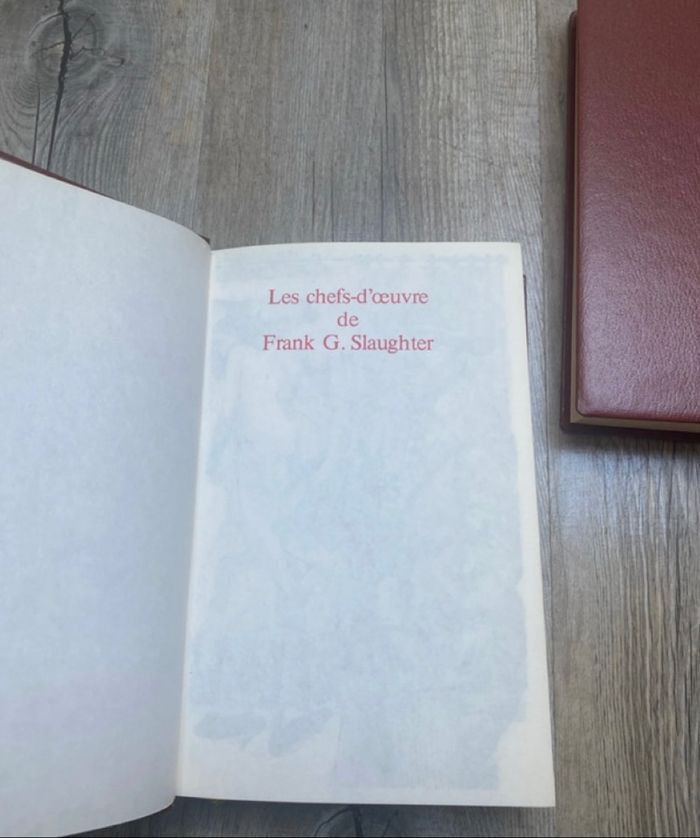 Les chefs-d'œuvre
de
Frank G. Slaughter